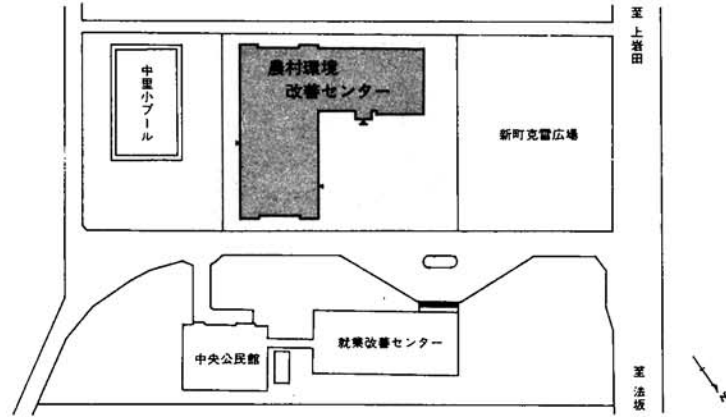 至 上岩田
農村環境
改善センター
中里小プール
新町克雪広場
中央公民館
就業改善センター
至 法坂